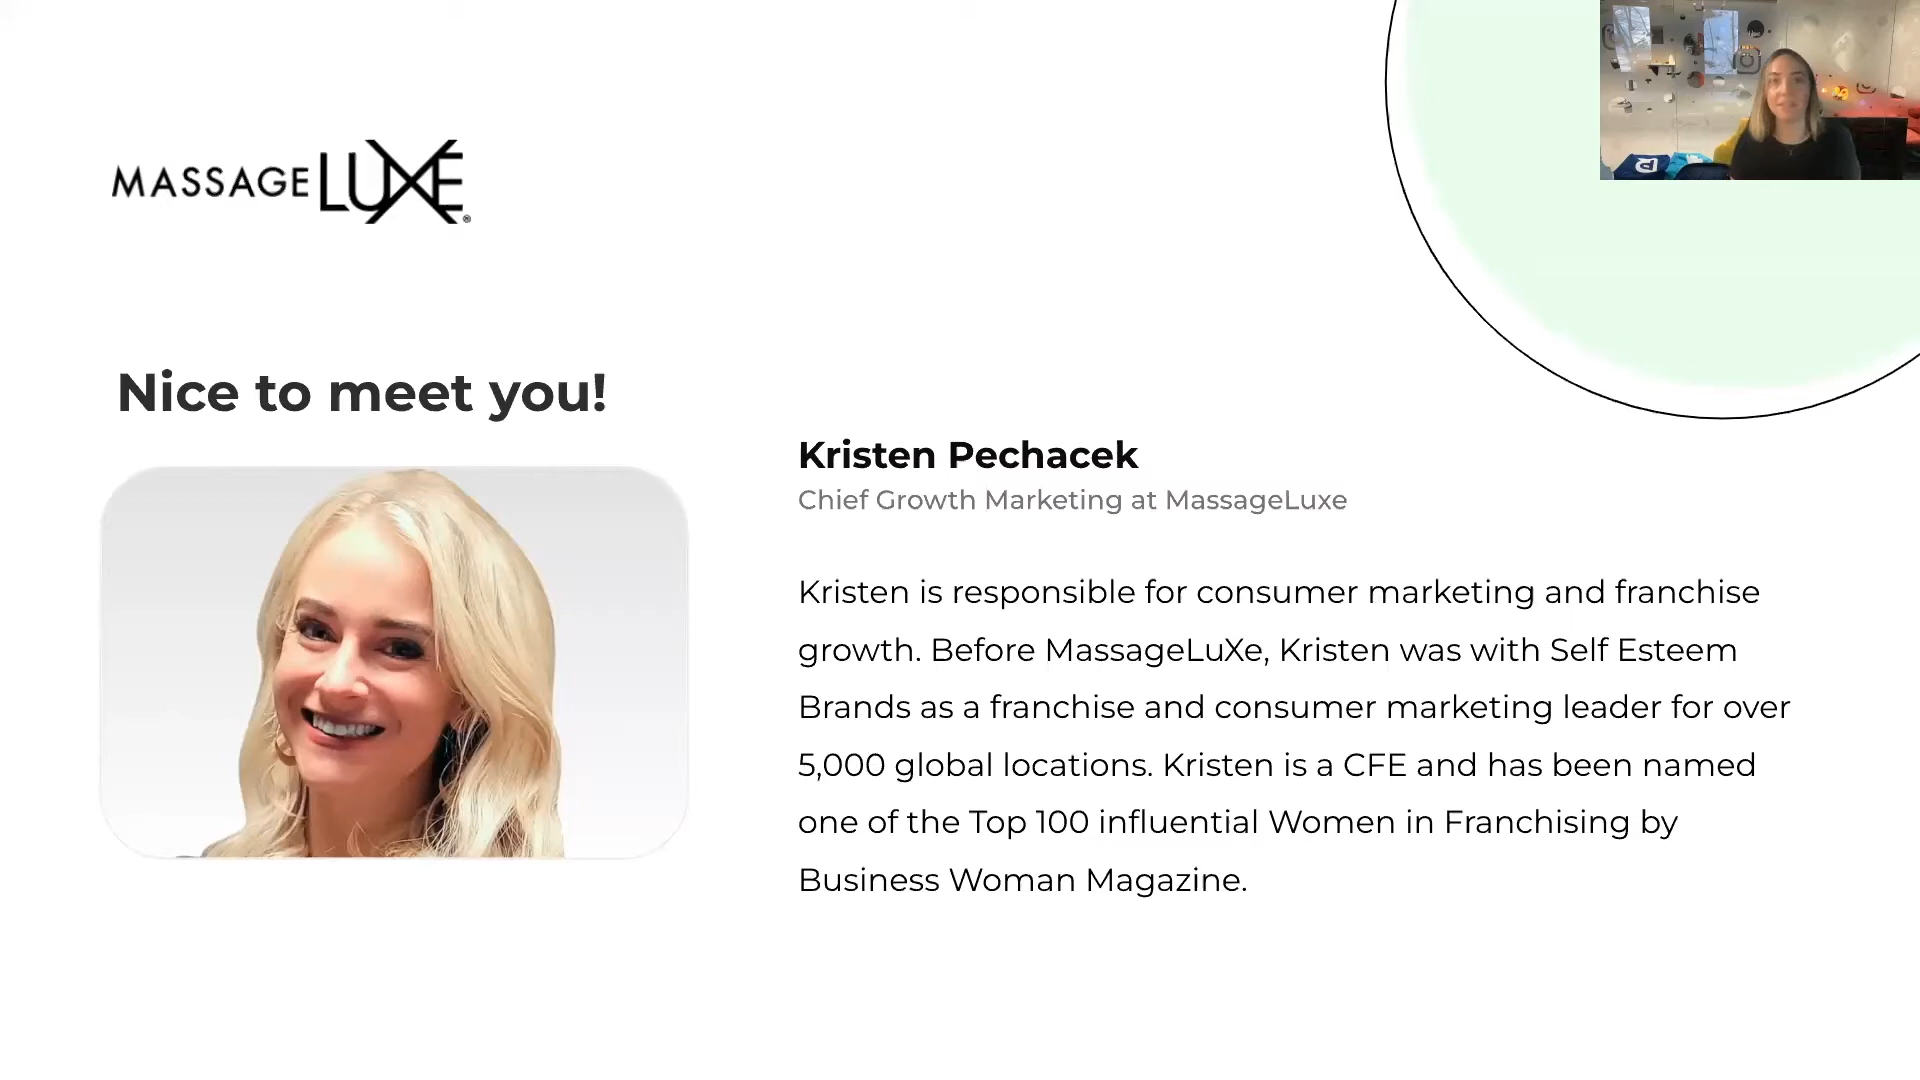 MASSAGE LUXE®
Nice to meet you!
Kristen Pechacek
Chief Growth Marketing at MassageLuxe
Kristen is responsible for consumer marketing and franchise
growth. Before MassageLuXe, Kristen was with Self Esteem
Brands as a franchise and consumer marketing leader for over
5,000 global locations. Kristen is a CFE and has been named
one of the Top 100 influential Women in Franchising by
Business Woman Magazine.